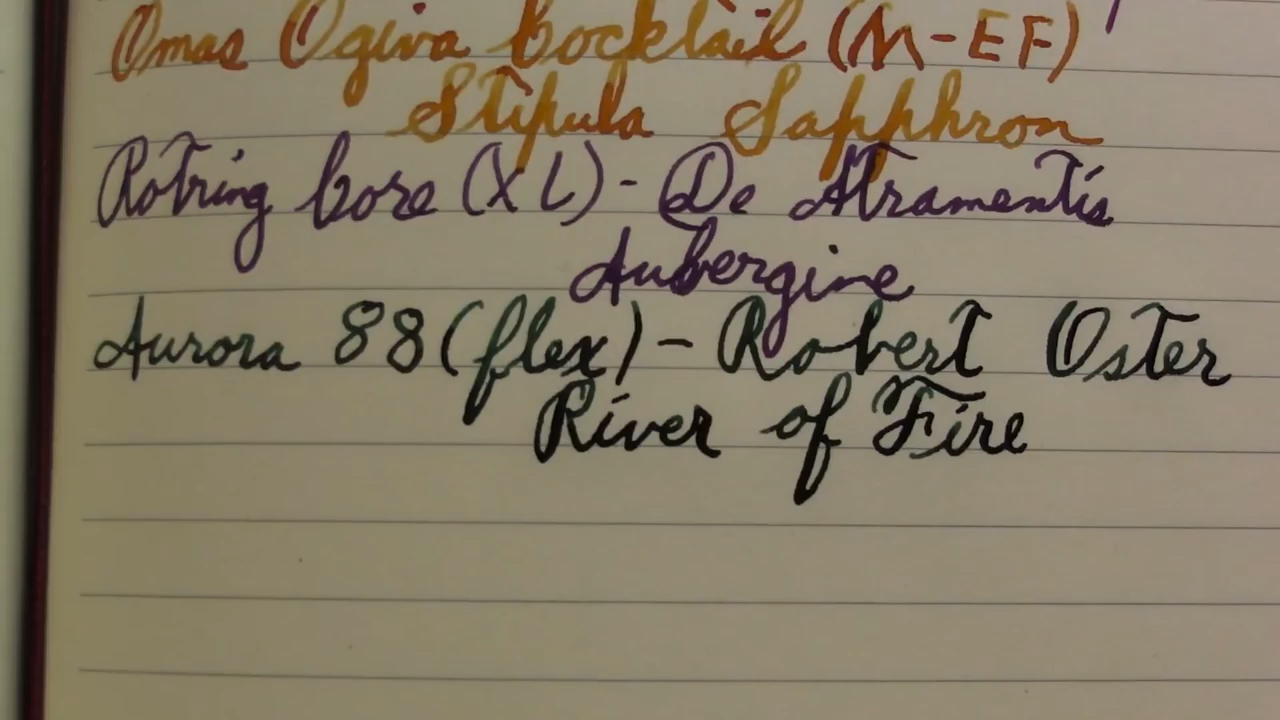 Omas Ogiva Cocktail (M-EF)
Stipula Sapphron
Rotring Core (XL) - De Atramentis
Aubergine
Aurora 88 (flex) - Robert Oster
River of Fire